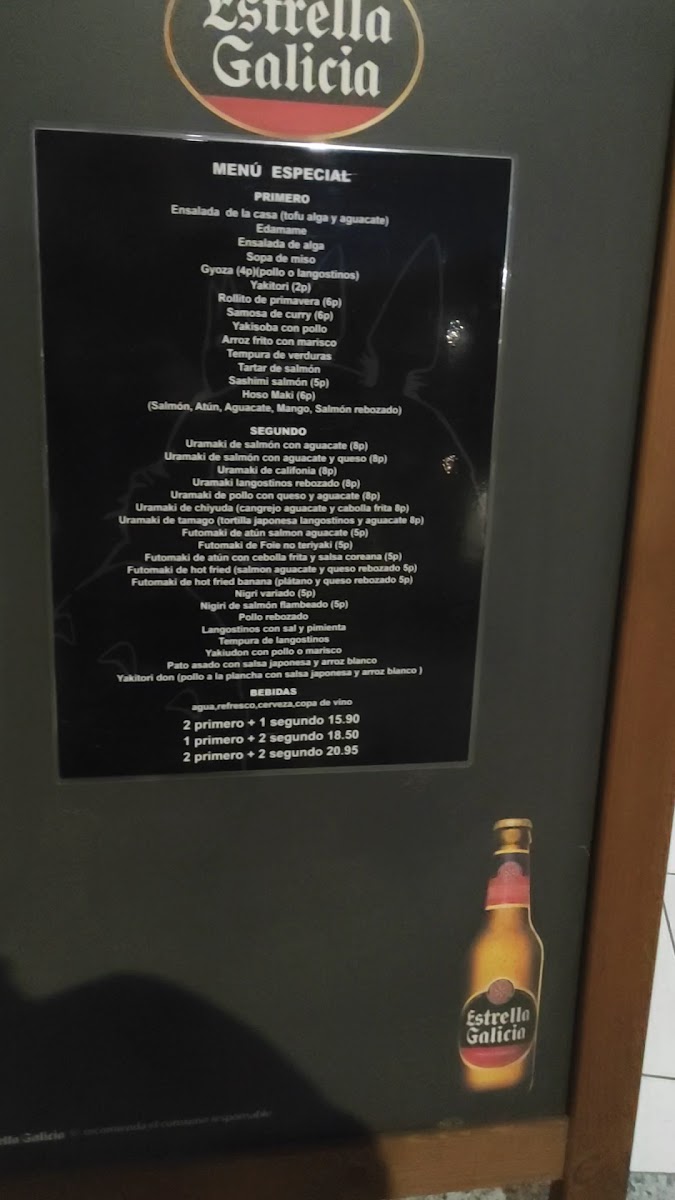 Estrella
Galicia
MENÚ ESPECIAL
PRIMERO
Ensalada de la casa (tofu alga y aguacate)
Edamame
Ensalada de alga
Sopa de miso
Gyoza (4p)(pollo o langostinos)
Yakitori (2p)
Rollito de primavera (6p)
Samosa de curry (6p)
Yakisoba con pollo
Arroz frito con marisco
Tempura de verduras
Tartar de salmón
Sashimi salmón (5p)
Hoso Maki (6p)
(Salmón, Atún, Aguacate, Mango, Salmón rebozado)
SEGUNDO
Uramaki de salmón con aguacate (8p)
Uramaki de salmón con aguacate y queso (8p)
Uramaki de califonia (8p)
Uramaki langostinos rebozado (8p)
Uramaki de pollo con queso y aguacate (8p)
Uramaki de chiyuda (cangrejo aguacate y cabolla frita 8p)
Uramaki de tamago (tortilla japonesa langostinos y aguacate 8p)
Futomaki de atún salmon aguacate (5p)
Futomaki de Foie no teriyaki (5p)
Futomaki de atún con cebolla frita y salsa coreana (5p)
Futomaki de hot fried (salmon aguacate y queso rebozado 5p)
Futomaki de hot fried banana (plátano y queso rebozado 5p)
Nigri variado (5p)
Nigiri de salmón flambeado (5p)
Pollo rebozado
Langostinos con sal y pimienta
Tempura de langostinos
Yakiudon con pollo o marisco
Pato asado con salsa japonesa y arroz blanco
Yakitori don (pollo a la plancha con salsa japonesa y arroz blanco )
BEBIDAS
agua,refresco,cerveza,copa de vino
2 primero + 1 segundo 15.90
1 primero + 2 segundo 18.50
2 primero + 2 segundo 20.95
Estrella
Galicia
Galicia recomienda el consumo responsable